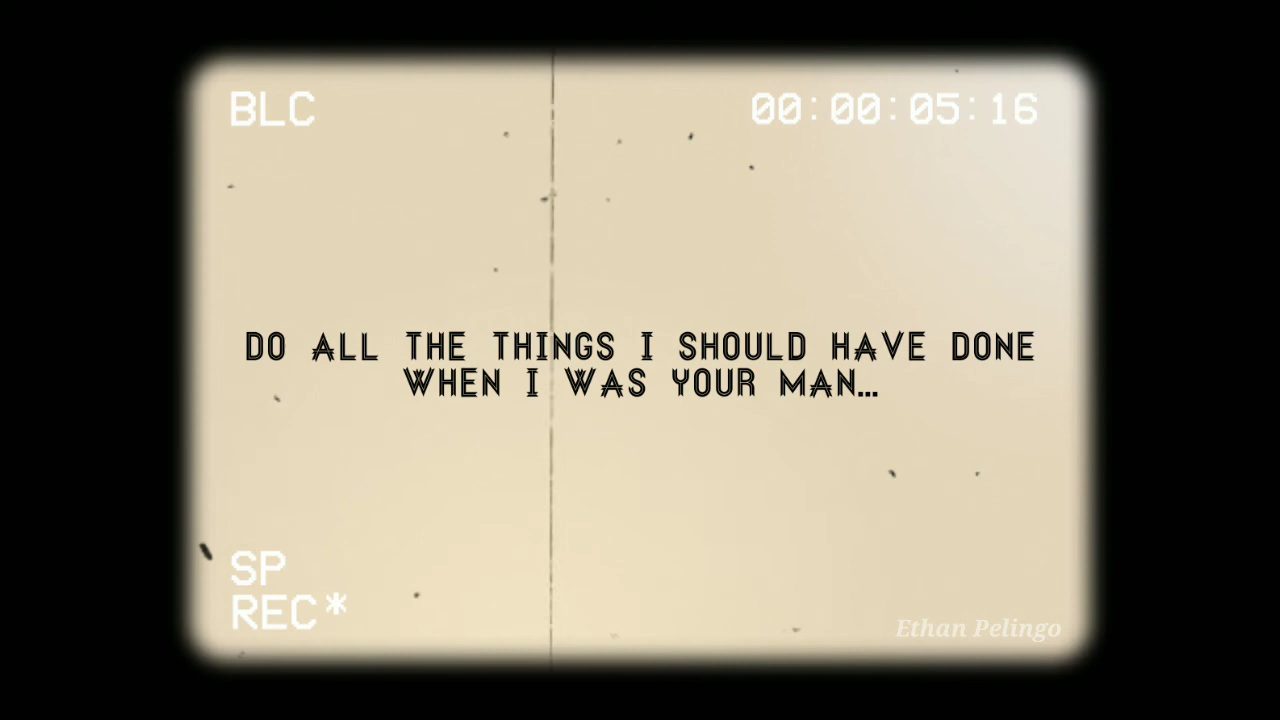 BLC
00:00:05:16
DO ALL THE THINGS I SHOULD HAVE DONE
WHEN I WAS YOUR MAN...
SP
REC*
Ethan Pelingo